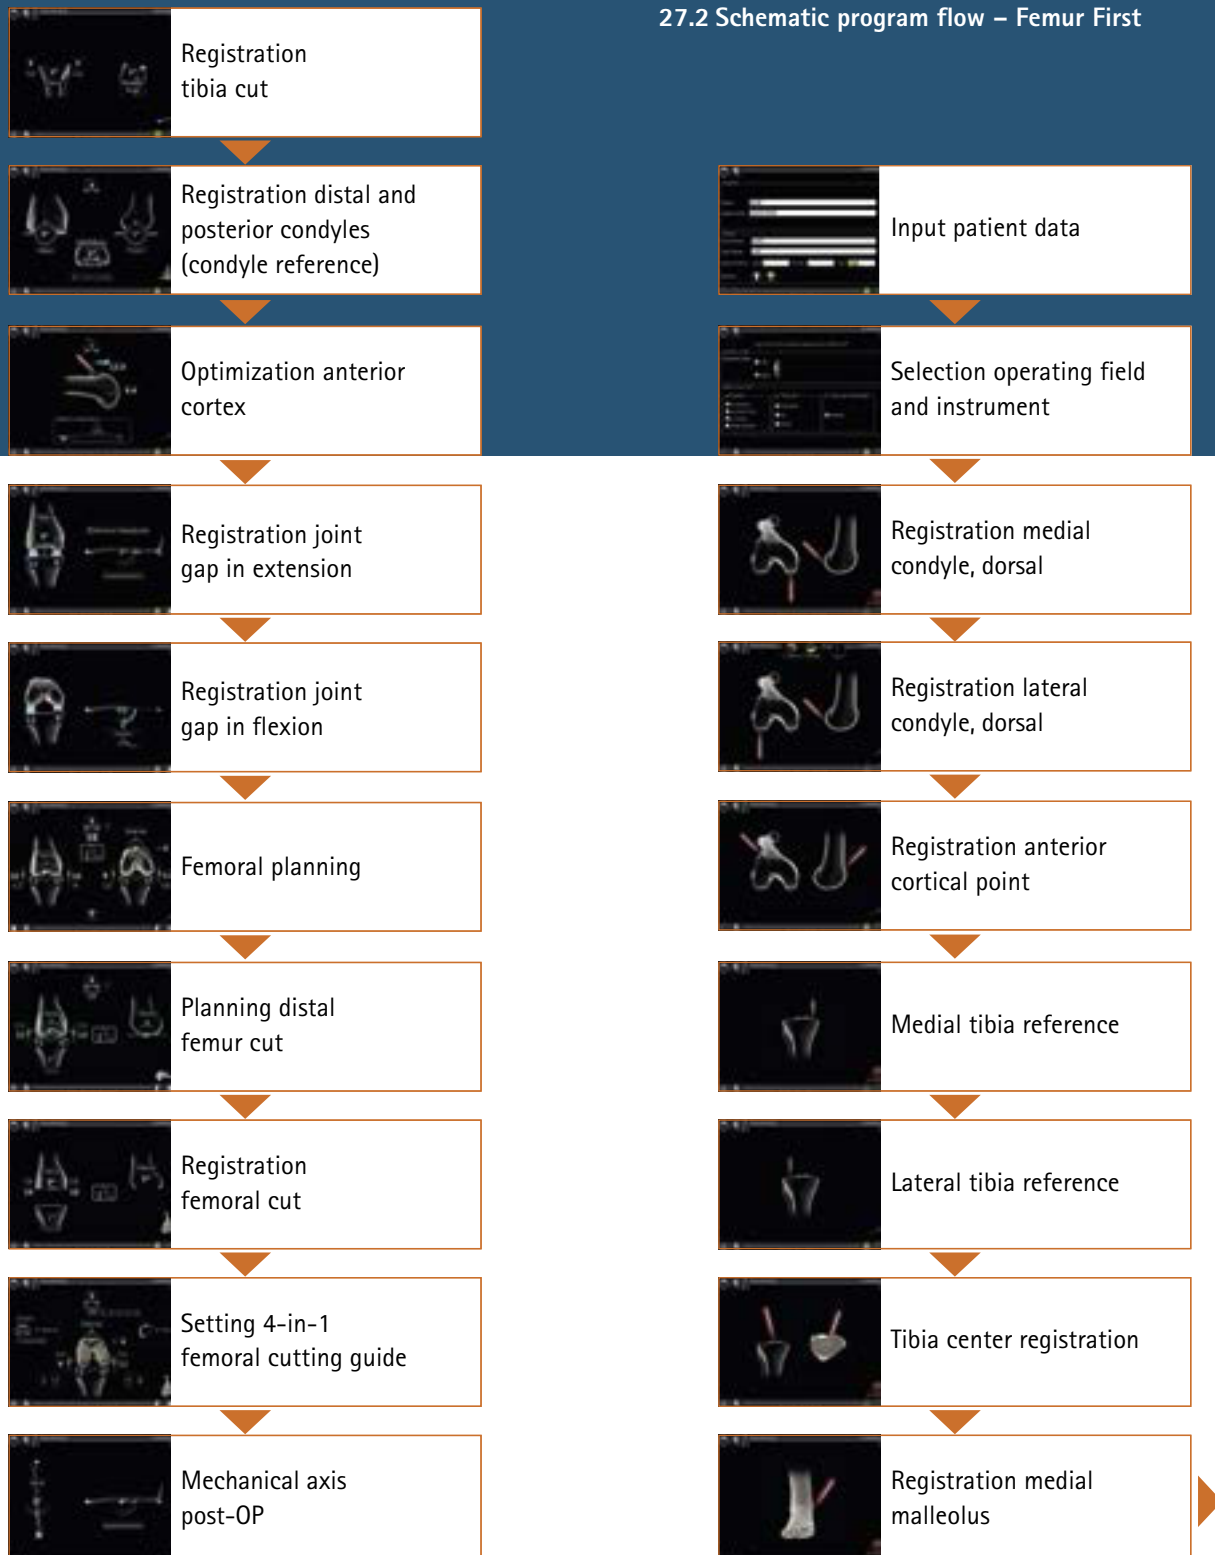 Registration
tibia cut
Registration distal and
posterior condyles
(condyle reference)
Optimization anterior
cortex
Registration joint
gap in extension
Registration joint
gap in flexion
Femoral planning
Planning distal
femur cut
Registration
femoral cut
Setting 4-in-1
femoral cutting guide
Mechanical axis
post-OP
27.2 Schematic program flow – Femur First
Input patient data
Selection operating field
and instrument
Registration medial
condyle, dorsal
Registration lateral
condyle, dorsal
Registration anterior
cortical point
Medial tibia reference
Lateral tibia reference
Tibia center registration
Registration medial
malleolus